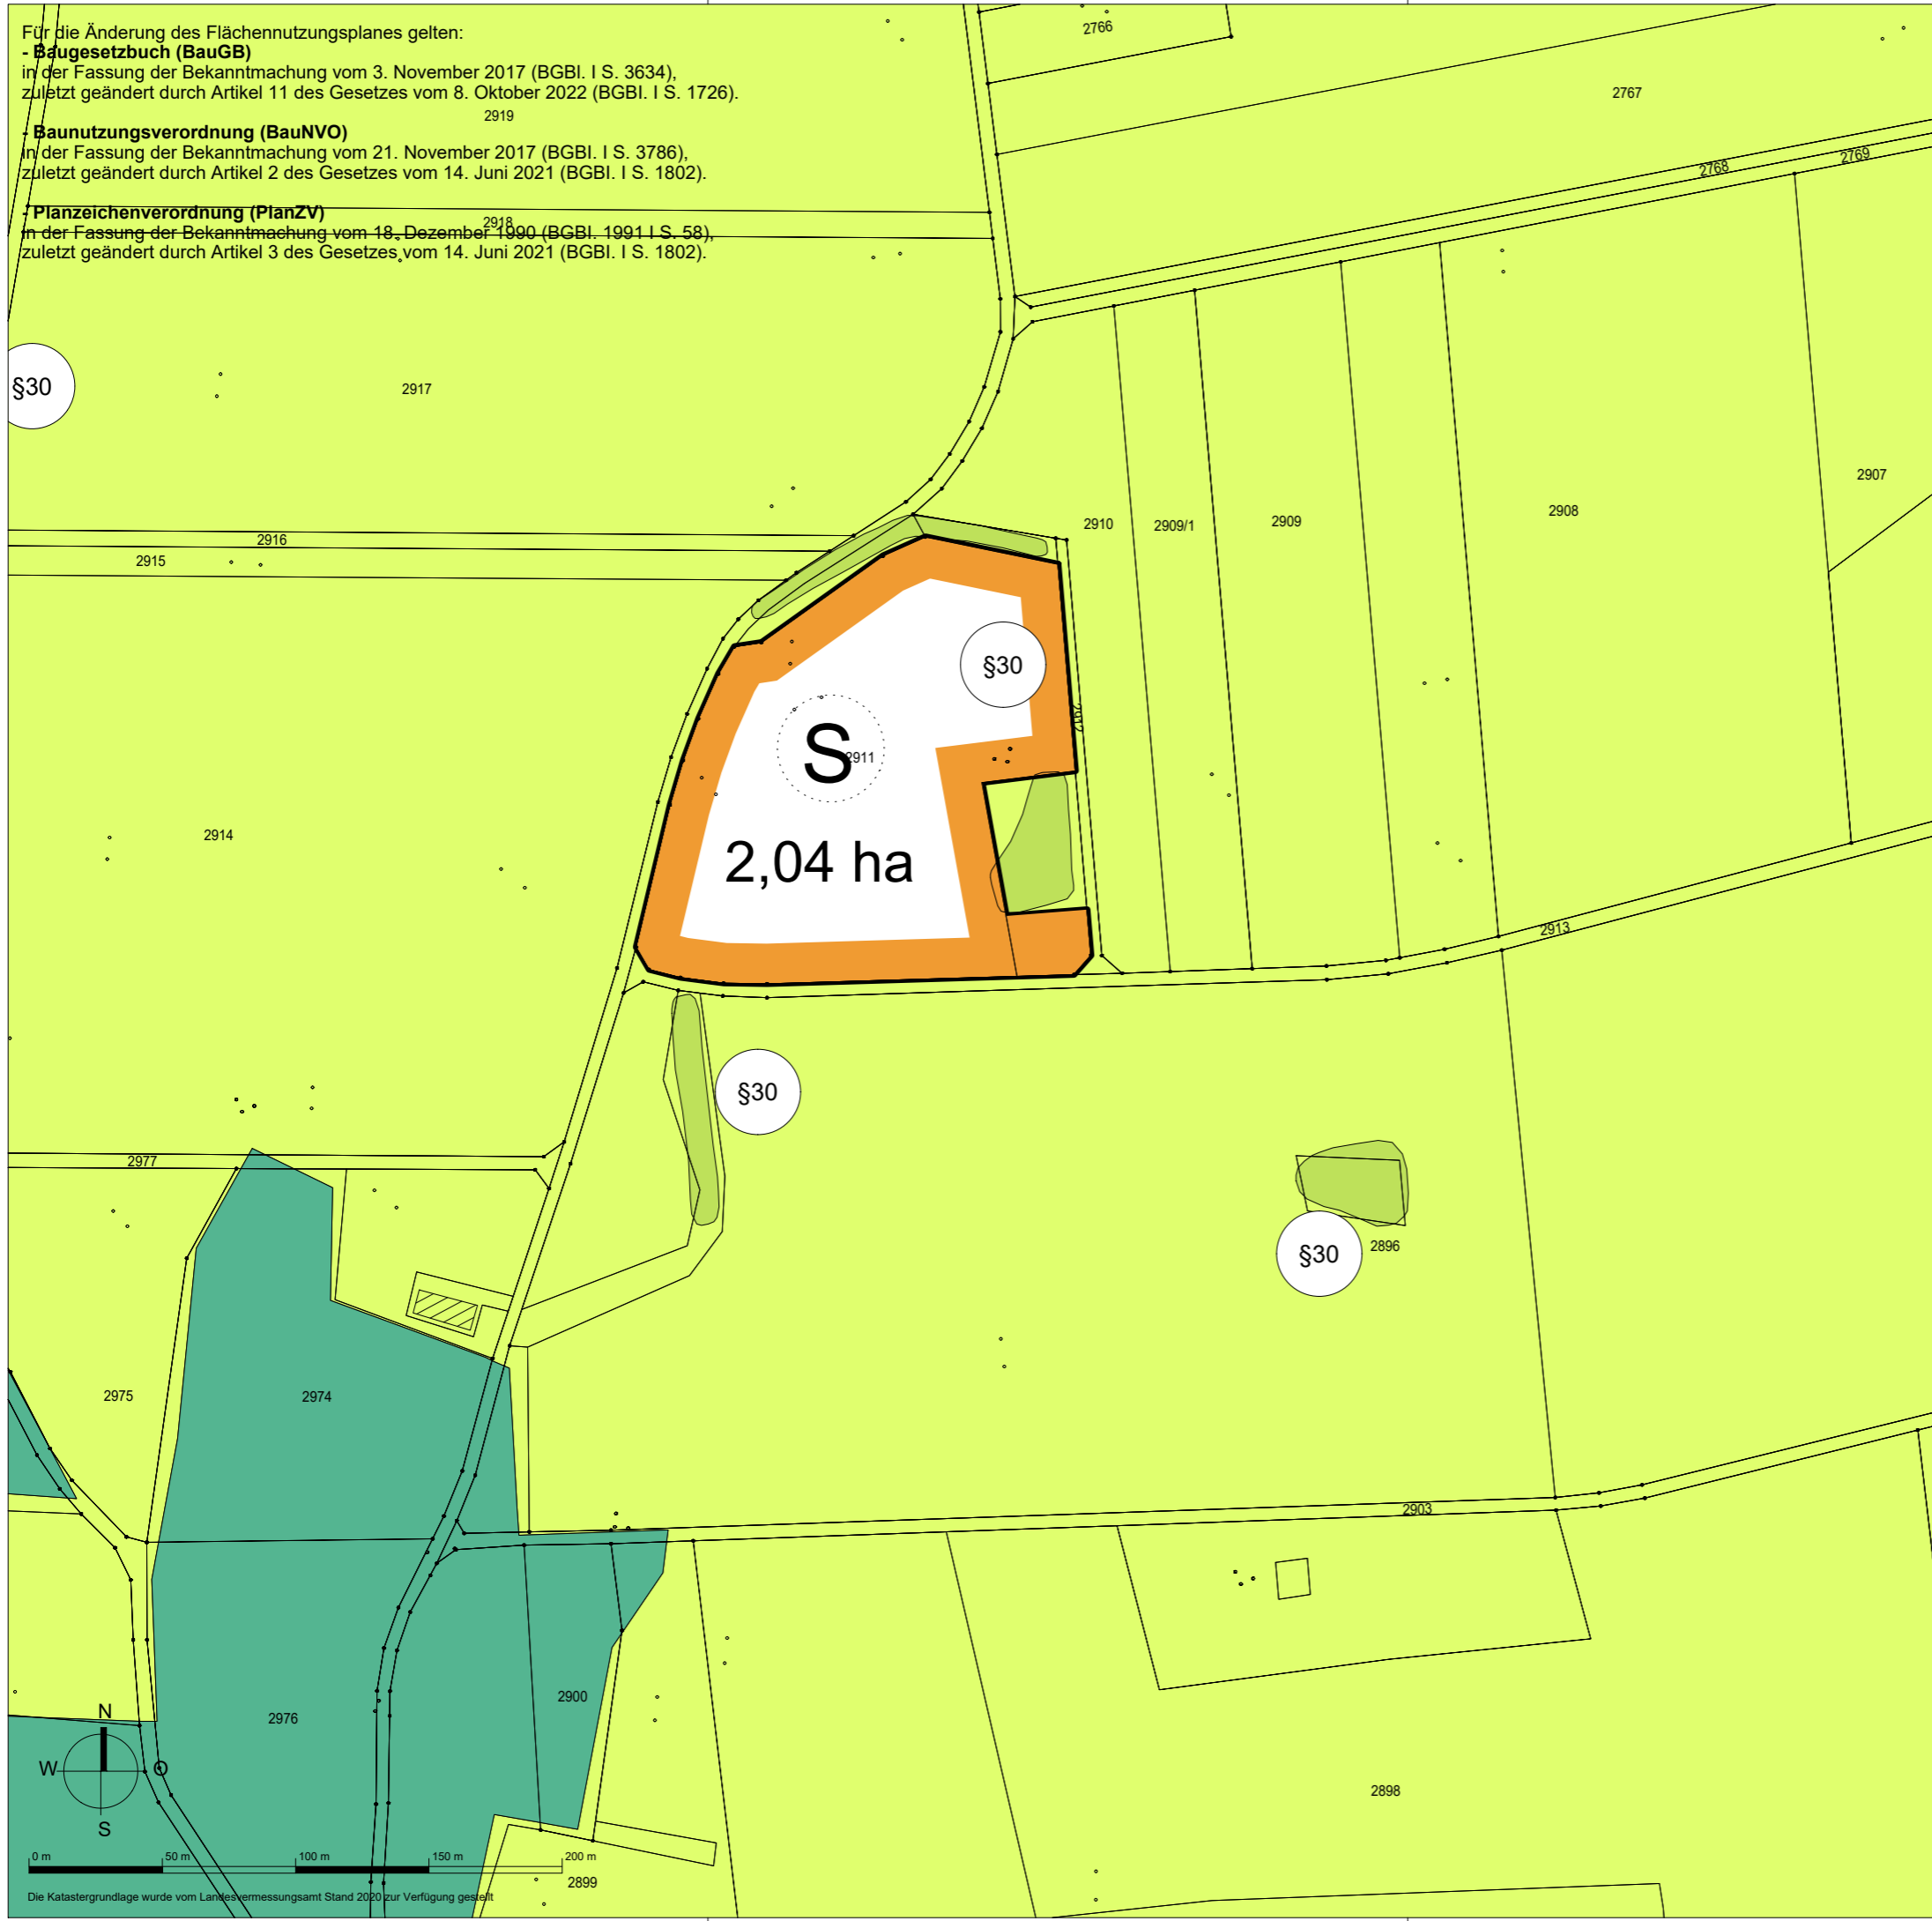 Für die Änderung des Flächennutzungsplanes gelten:
- Baugesetzbuch (BauGB)
in der Fassung der Bekanntmachung vom 3. November 2017 (BGBl. I S. 3634),
zuletzt geändert durch Artikel 11 des Gesetzes vom 8. Oktober 2022 (BGBl. I S. 1726).
2919
- Baunutzungsverordnung (BauNVO)
in der Fassung der Bekanntmachung vom 21. November 2017 (BGBl. I S. 3786),
zuletzt geändert durch Artikel 2 des Gesetzes vom 14. Juni 2021 (BGBl. I S. 1802).
- Planzeichenverordnung (PlanZV)
2918
in der Fassung der Bekanntmachung vom 18. Dezember 1990 (BGBl. 1991 I S. 58),
zuletzt geändert durch Artikel 3 des Gesetzes vom 14. Juni 2021 (BGBl. I S. 1802).
2766
2767
2768
2769
§30
2917
2907
2908
2909
2909/1
2910
2916
2915
§30
2912
S
2911
2914
2,04 ha
2913
§30
2977
§30
2896
2975
2974
2903
2900
2976
N
W
O
S
2898
0 m
50 m
100 m
150 m
200 m
2899
Die Katastergrundlage wurde vom Landesvermessungsamt Stand 2020 zur Verfügung gestellt